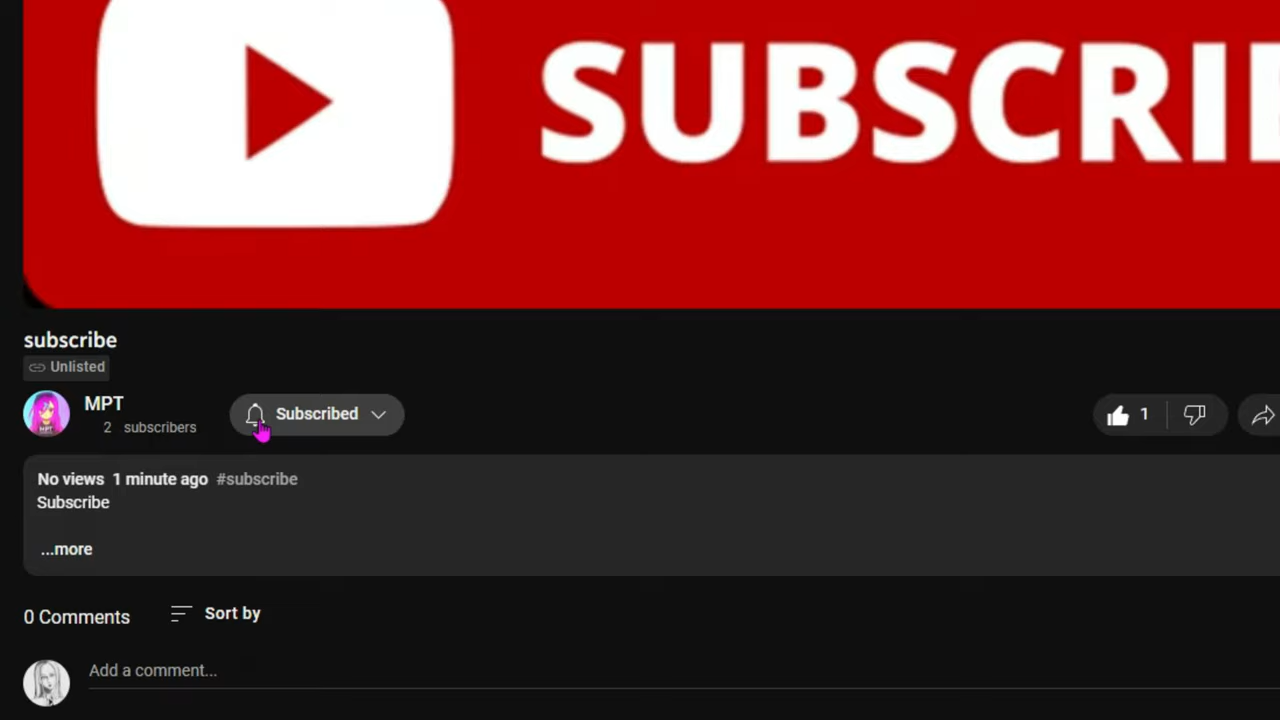 SUBSCRI
subscribe
Unlisted
MPT
2 subscribers
Subscribed
1
No views 1 minute ago #subscribe
Subscribe
...more
0 Comments
Sort by
Add a comment...